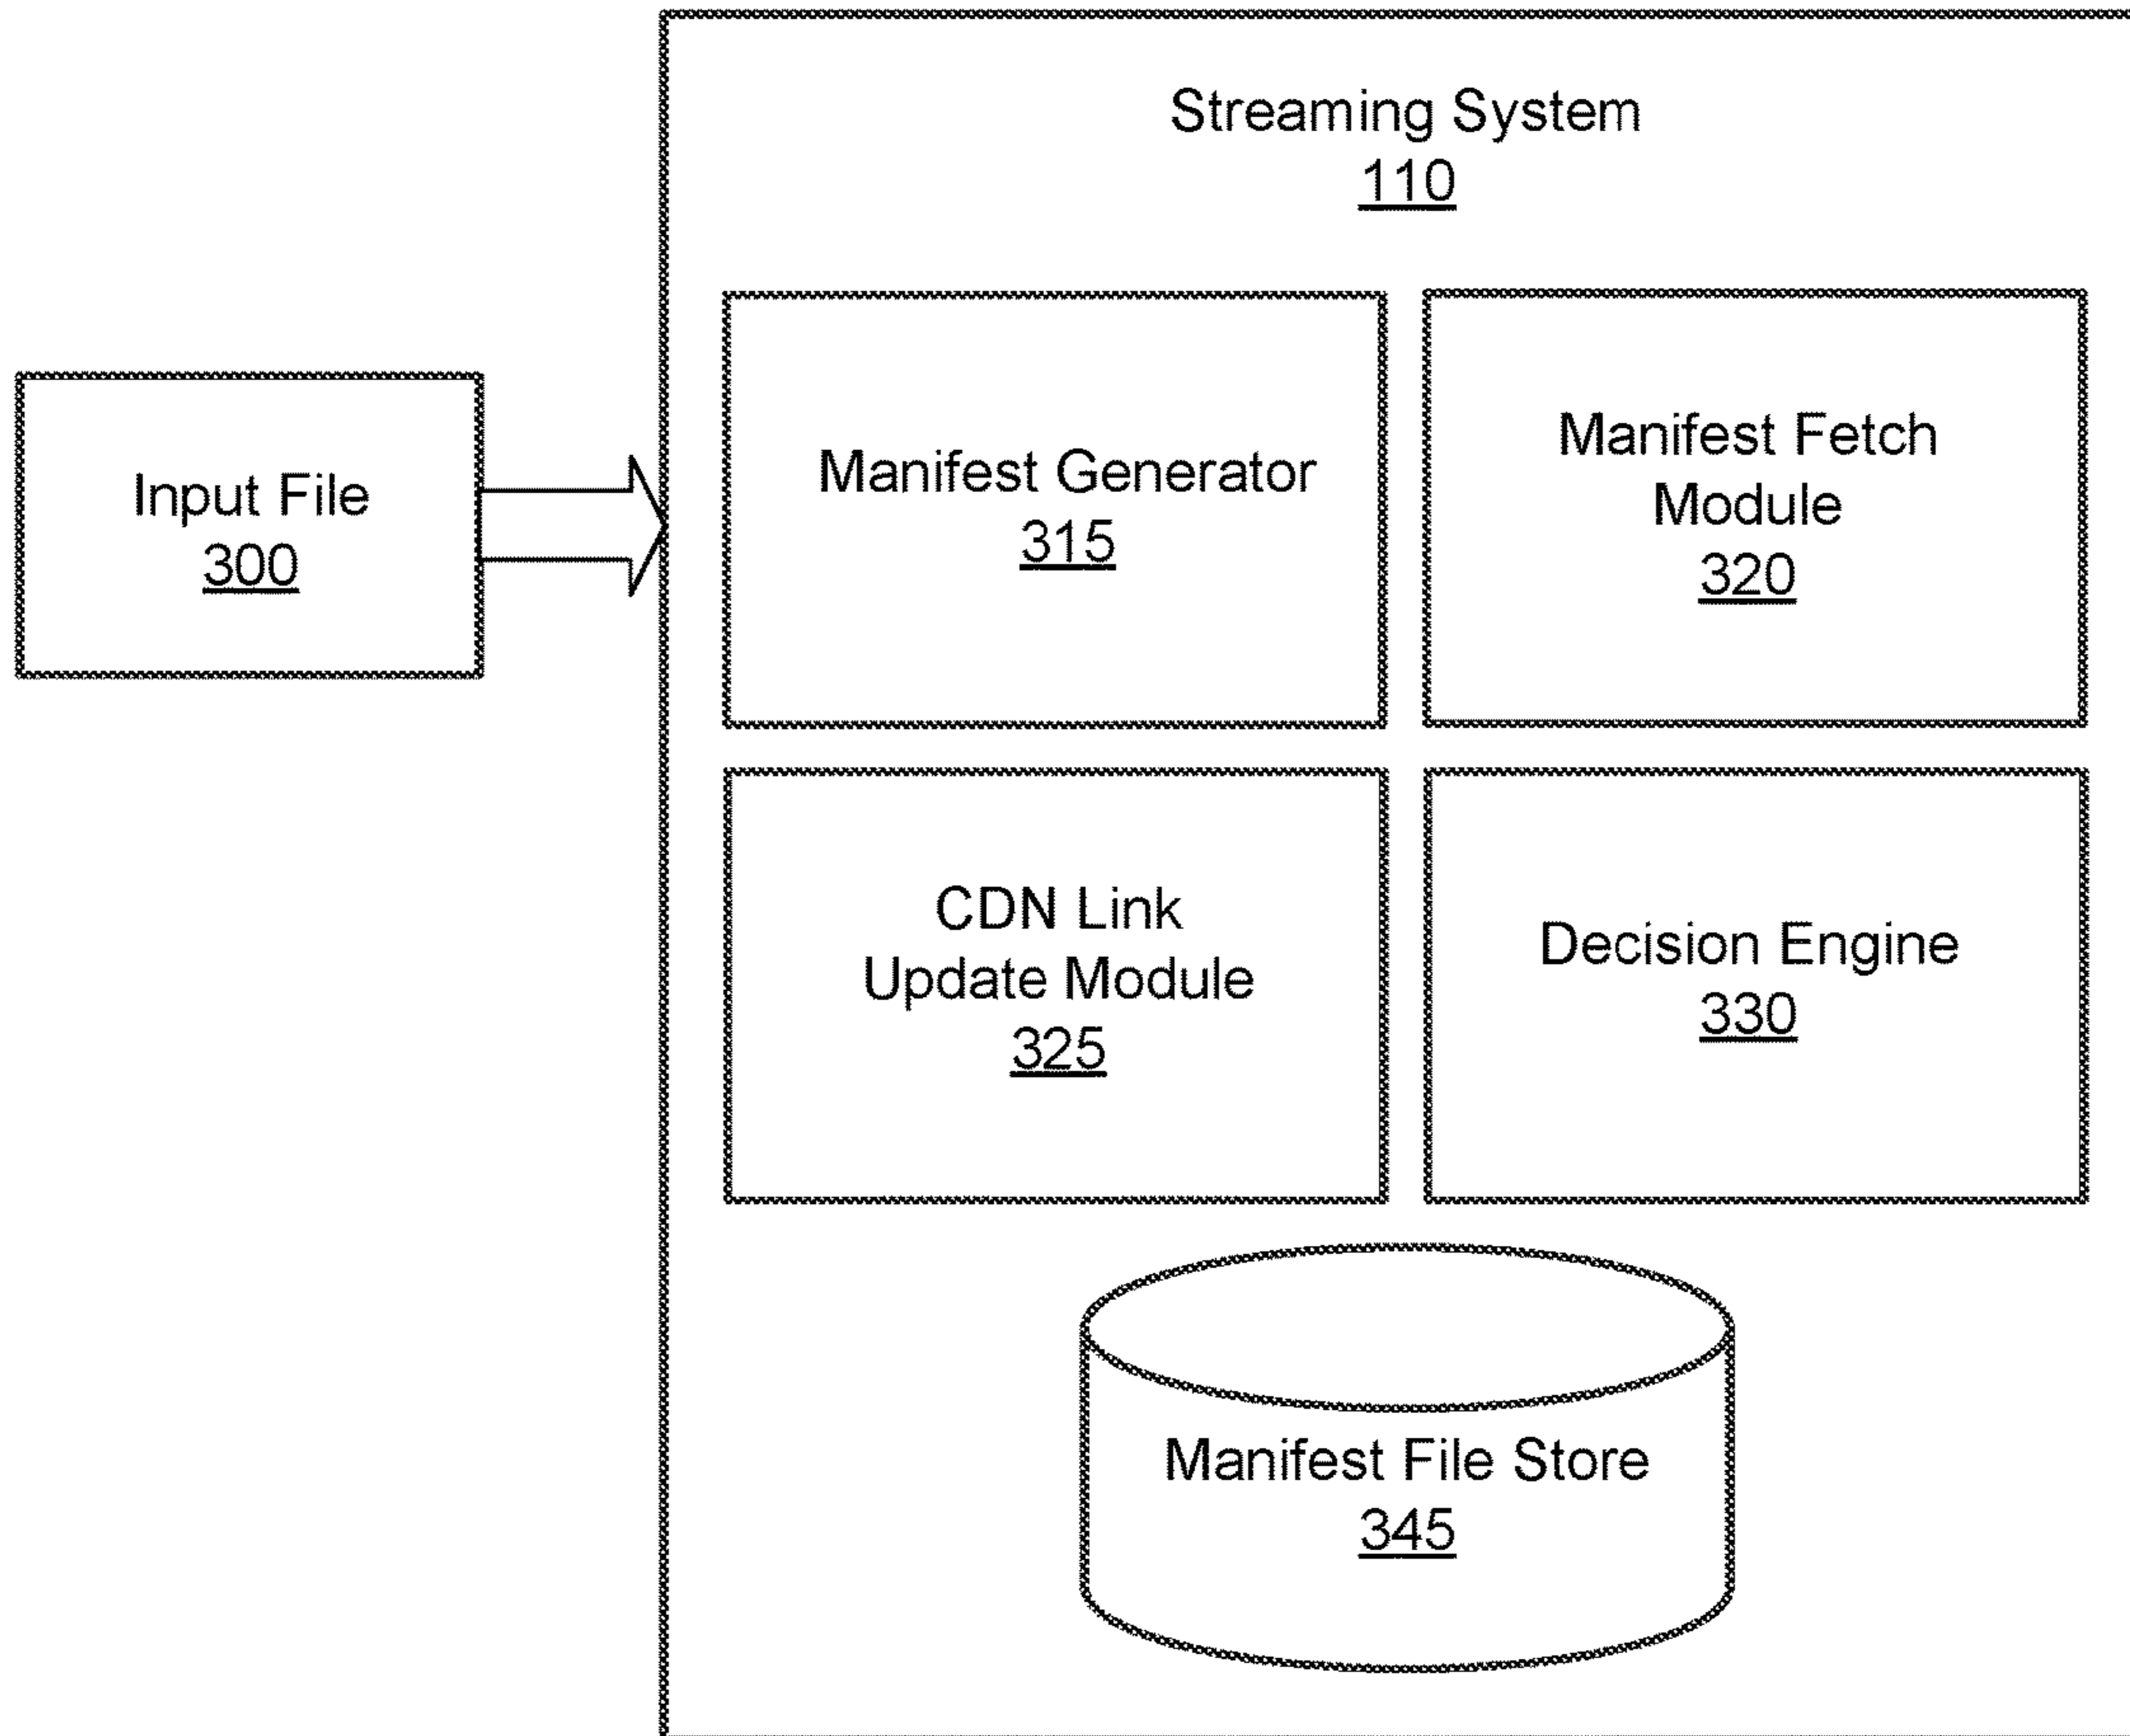 Streaming System
110
Input File
300
Manifest Generator
315
Manifest Fetch
Module
320
CDN Link
Update Module
325
Decision Engine
330
Manifest File Store
345